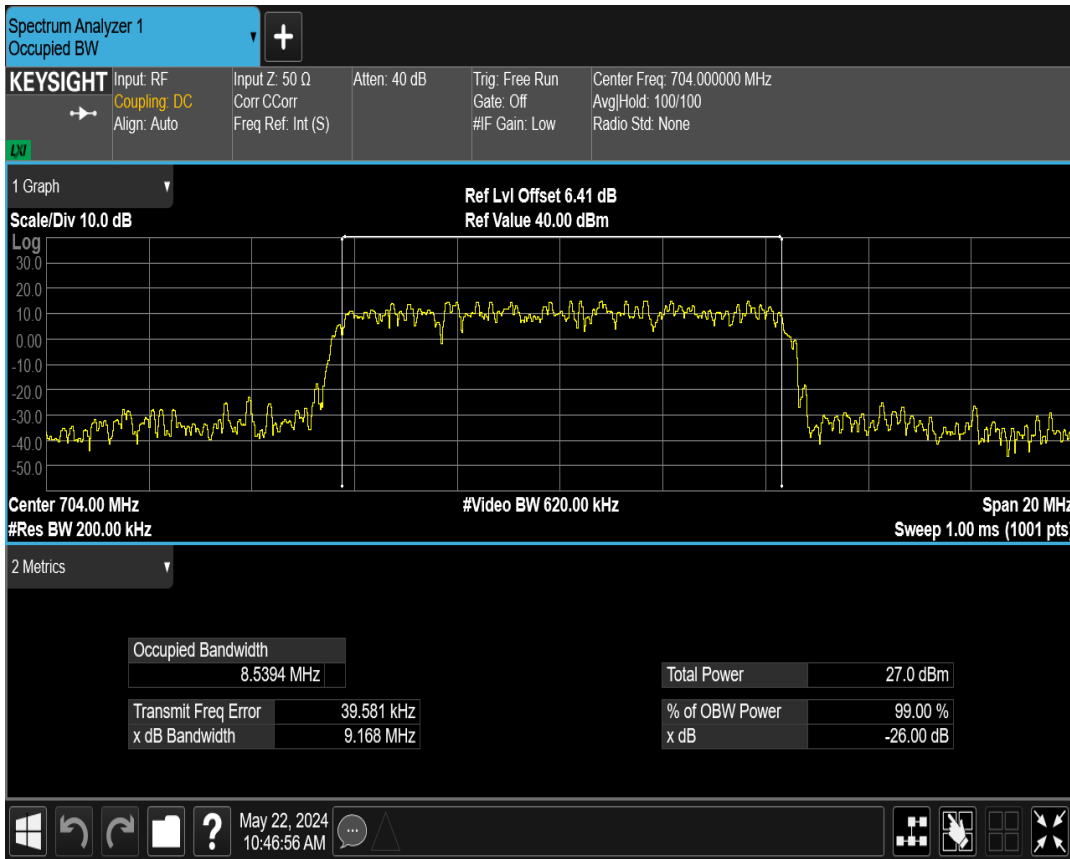 Spectrum Analyzer 1
Occupied BW
+
KEYSIGHT
LXI
Input: RF
Coupling: DC
Align: Auto
Input Z: 50 Ω
Corr CCorr
Freq Ref: Int (S)
Atten: 40 dB
Trig: Free Run
Gate: Off
#IF Gain: Low
Center Freq: 704.000000 MHz
Avg|Hold: 100/100
Radio Std: None
1 Graph
Scale/Div 10.0 dB
Ref Lvl Offset 6.41 dB
Ref Value 40.00 dBm
Log
30.0
20.0
10.0
0.00
-10.0
-20.0
-30.0
-40.0
-50.0
Center 704.00 MHz
#Video BW 620.00 kHz
Span 20 MHz
#Res BW 200.00 kHz
Sweep 1.00 ms (1001 pts)
2 Metrics
Occupied Bandwidth
8.5394 MHz
Total Power 27.0 dBm
Transmit Freq Error 39.581 kHz
% of OBW Power 99.00 %
x dB Bandwidth 9.168 MHz
x dB -26.00 dB
?
May 22, 2024
10:46:56 AM